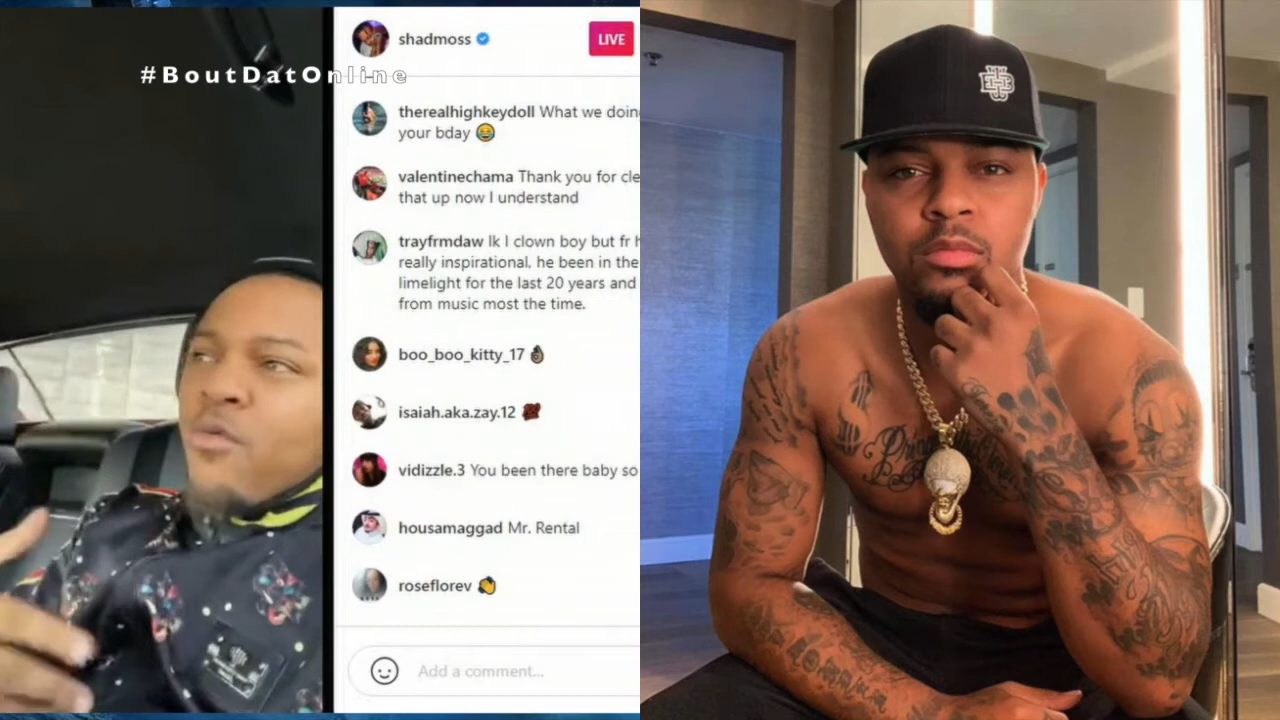 #BoutDatOnline
shadmoss
LIVE
therealhighkeydoll What we doin
your bday 😂
valentinechama Thank you for cle
that up now I understand
trayfrmdaw Ik I clown boy but fr h
really inspirational, he been in the
limelight for the last 20 years and
from music most the time.
boo_boo_kitty_17
isaiah.aka.zay.12 💯
vidizzle.3 You been there baby so
housamaggad Mr. Rental
roseflorev 👏
Add a comment...